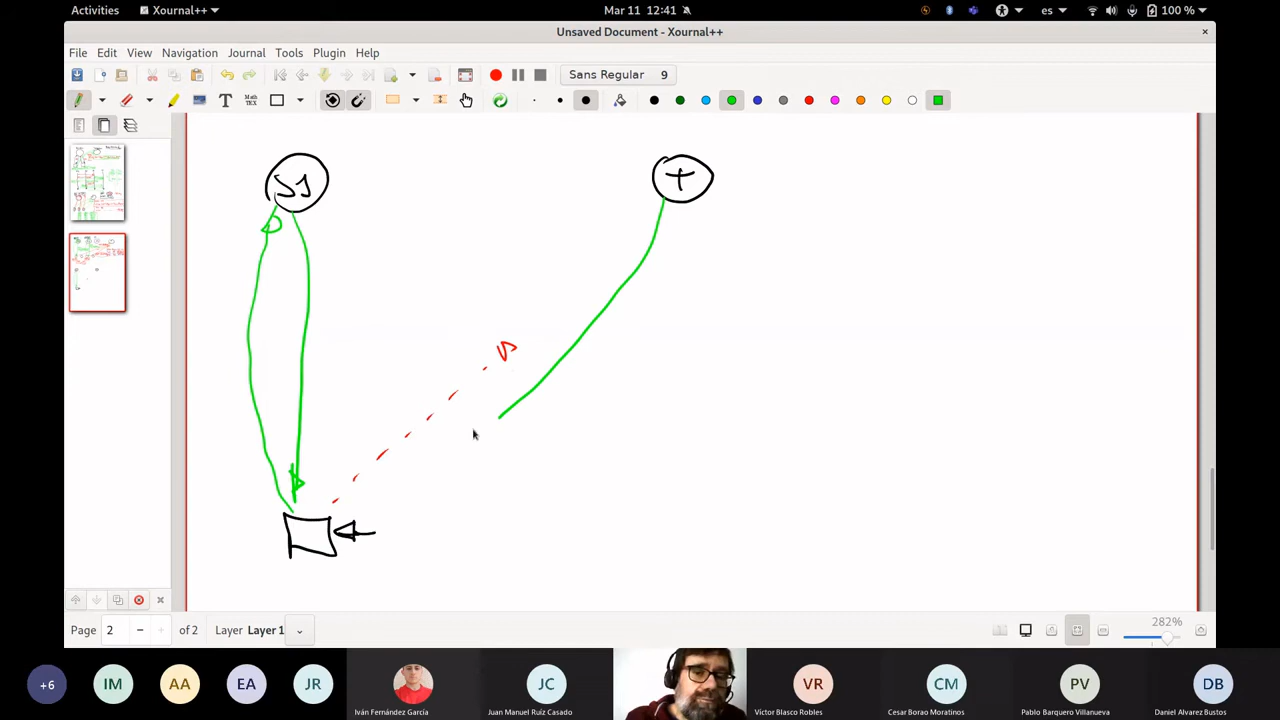 Activities
Xournal++
Mar 11 12:41
es
100 %
Unsaved Document - Xournal++
File Edit View Navigation Journal Tools Plugin Help
Sans Regular 9
S1
T
Page 2 of 2 Layer Layer 1
282%
+6
IM
AA
EA
JR
Iván Fernández García
JC
Juan Manuel Ruíz Casado
VR
Víctor Blasco Robles
CM
Cesar Borao Moratinos
PV
Pablo Barquero Villanueva
DB
Daniel Alvarez Bustos